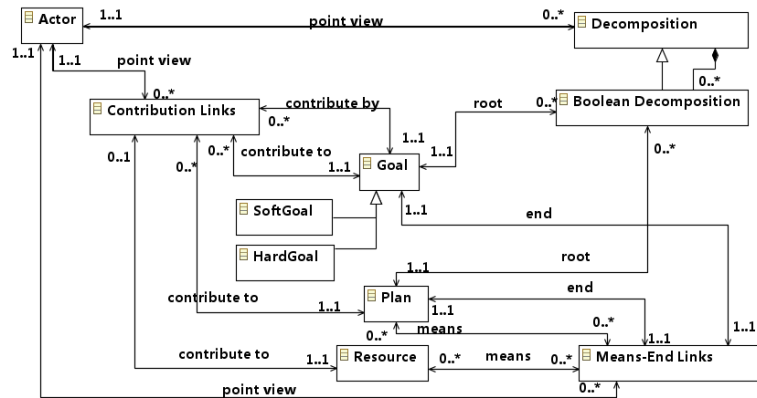 Actor
1..1
point view
0..*
Decomposition
1..1
1..1
point view
0..*
0..*
Contribution Links
contribute by
root
0..*
Boolean Decomposition
0..*
0..1
0..*
0..*
contribute to
1..1
1..1
1..1
Goal
0..*
SoftGoal
1..1
end
HardGoal
root
1..1
contribute to
1..1
Plan
end
1..1
0..*
means
0..*
1..1
1..1
contribute to
1..1
Resource
0..*
means
0..*
Means-End Links
point view
0..*